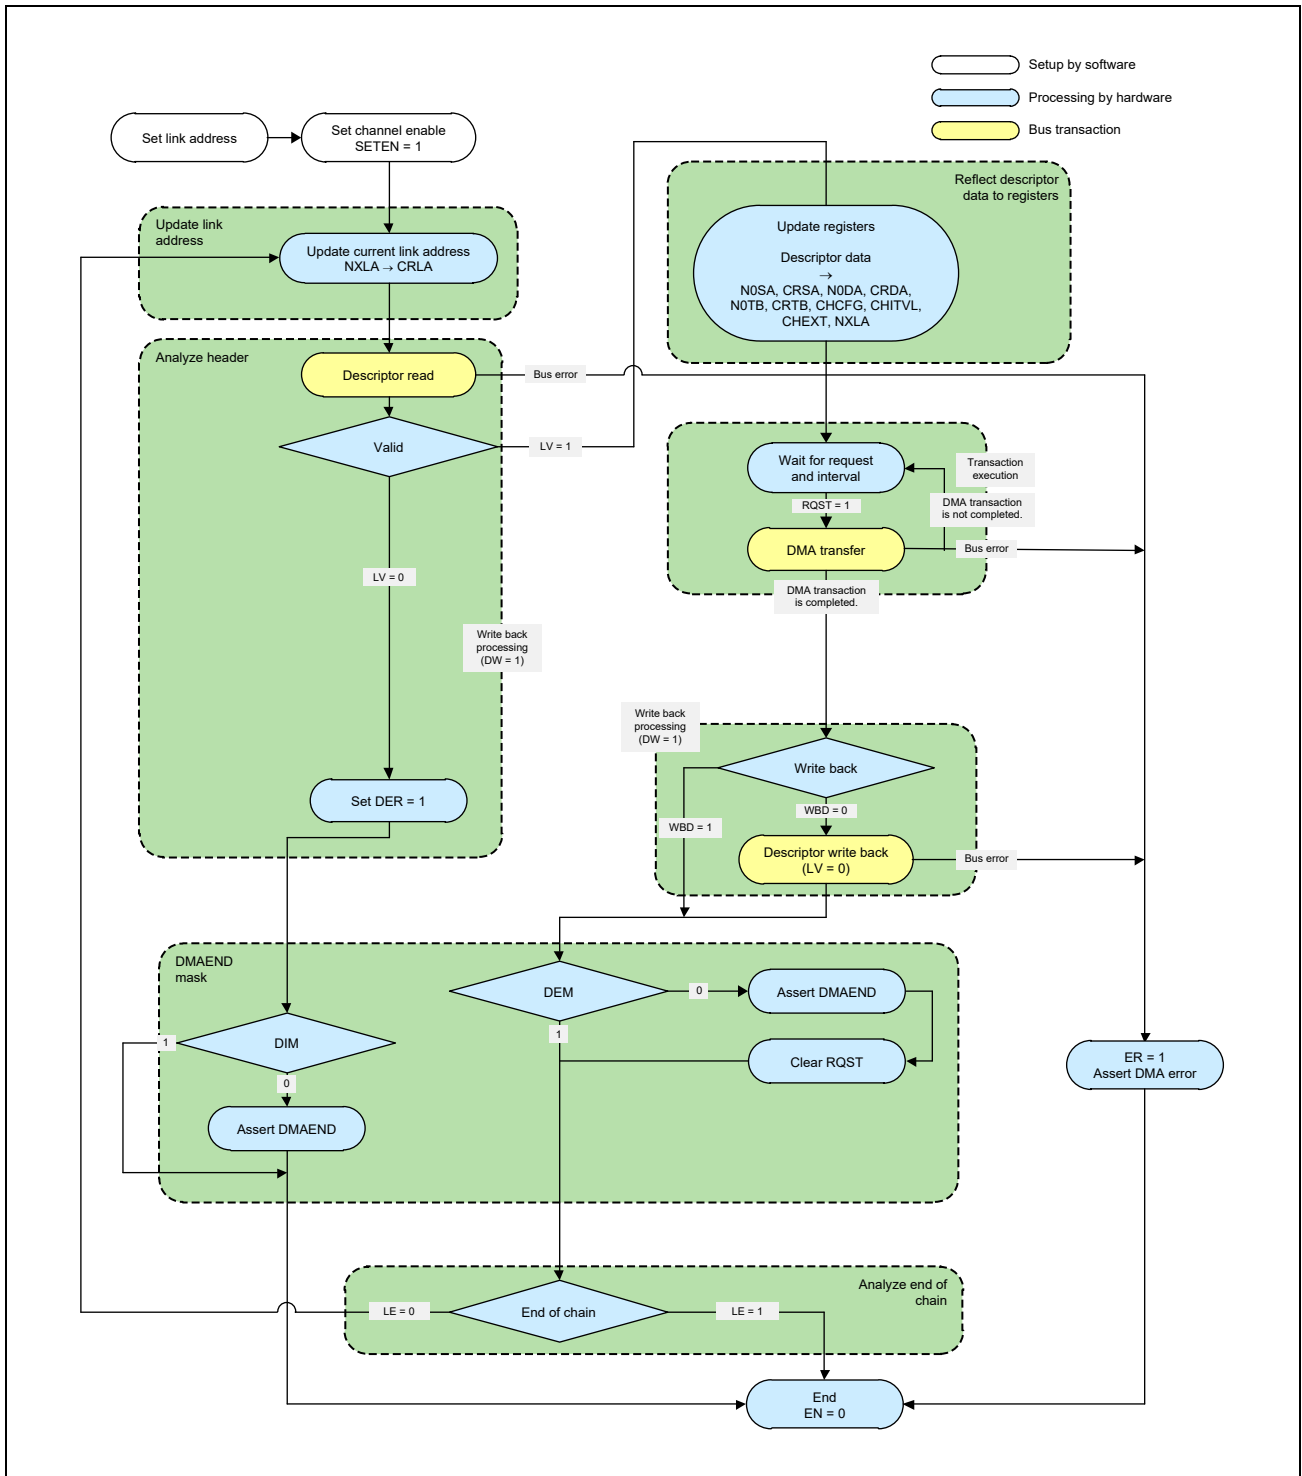 Setup by software
Processing by hardware
Bus transaction
Set link address
Set channel enable
SETEN = 1
Update link
address
Update current link address
NXLA → CRLA
Reflect descriptor
data to registers
Update registers
Descriptor data
→
N0SA, CRSA, N0DA, CRDA,
N0TB, CRTB, CHCFG, CHITVL,
CHEXT, NXLA
Analyze header
Descriptor read
Bus error
Valid
LV = 1
LV = 0
Write back
processing
(DW = 1)
Set DER = 1
Wait for request
and interval
Transaction
execution
RQST = 1
DMA transaction
is not completed.
DMA transfer
Bus error
DMA transaction
is completed.
Write back
processing
(DW = 1)
Write back
WBD = 0
WBD = 1
Descriptor write back
(LV = 0)
Bus error
DMAEND
mask
DEM
0
Assert DMAEND
1
Clear RQST
DIM
1
0
Assert DMAEND
ER = 1
Assert DMA error
Analyze end of
chain
LE = 0
End of chain
LE = 1
End
EN = 0